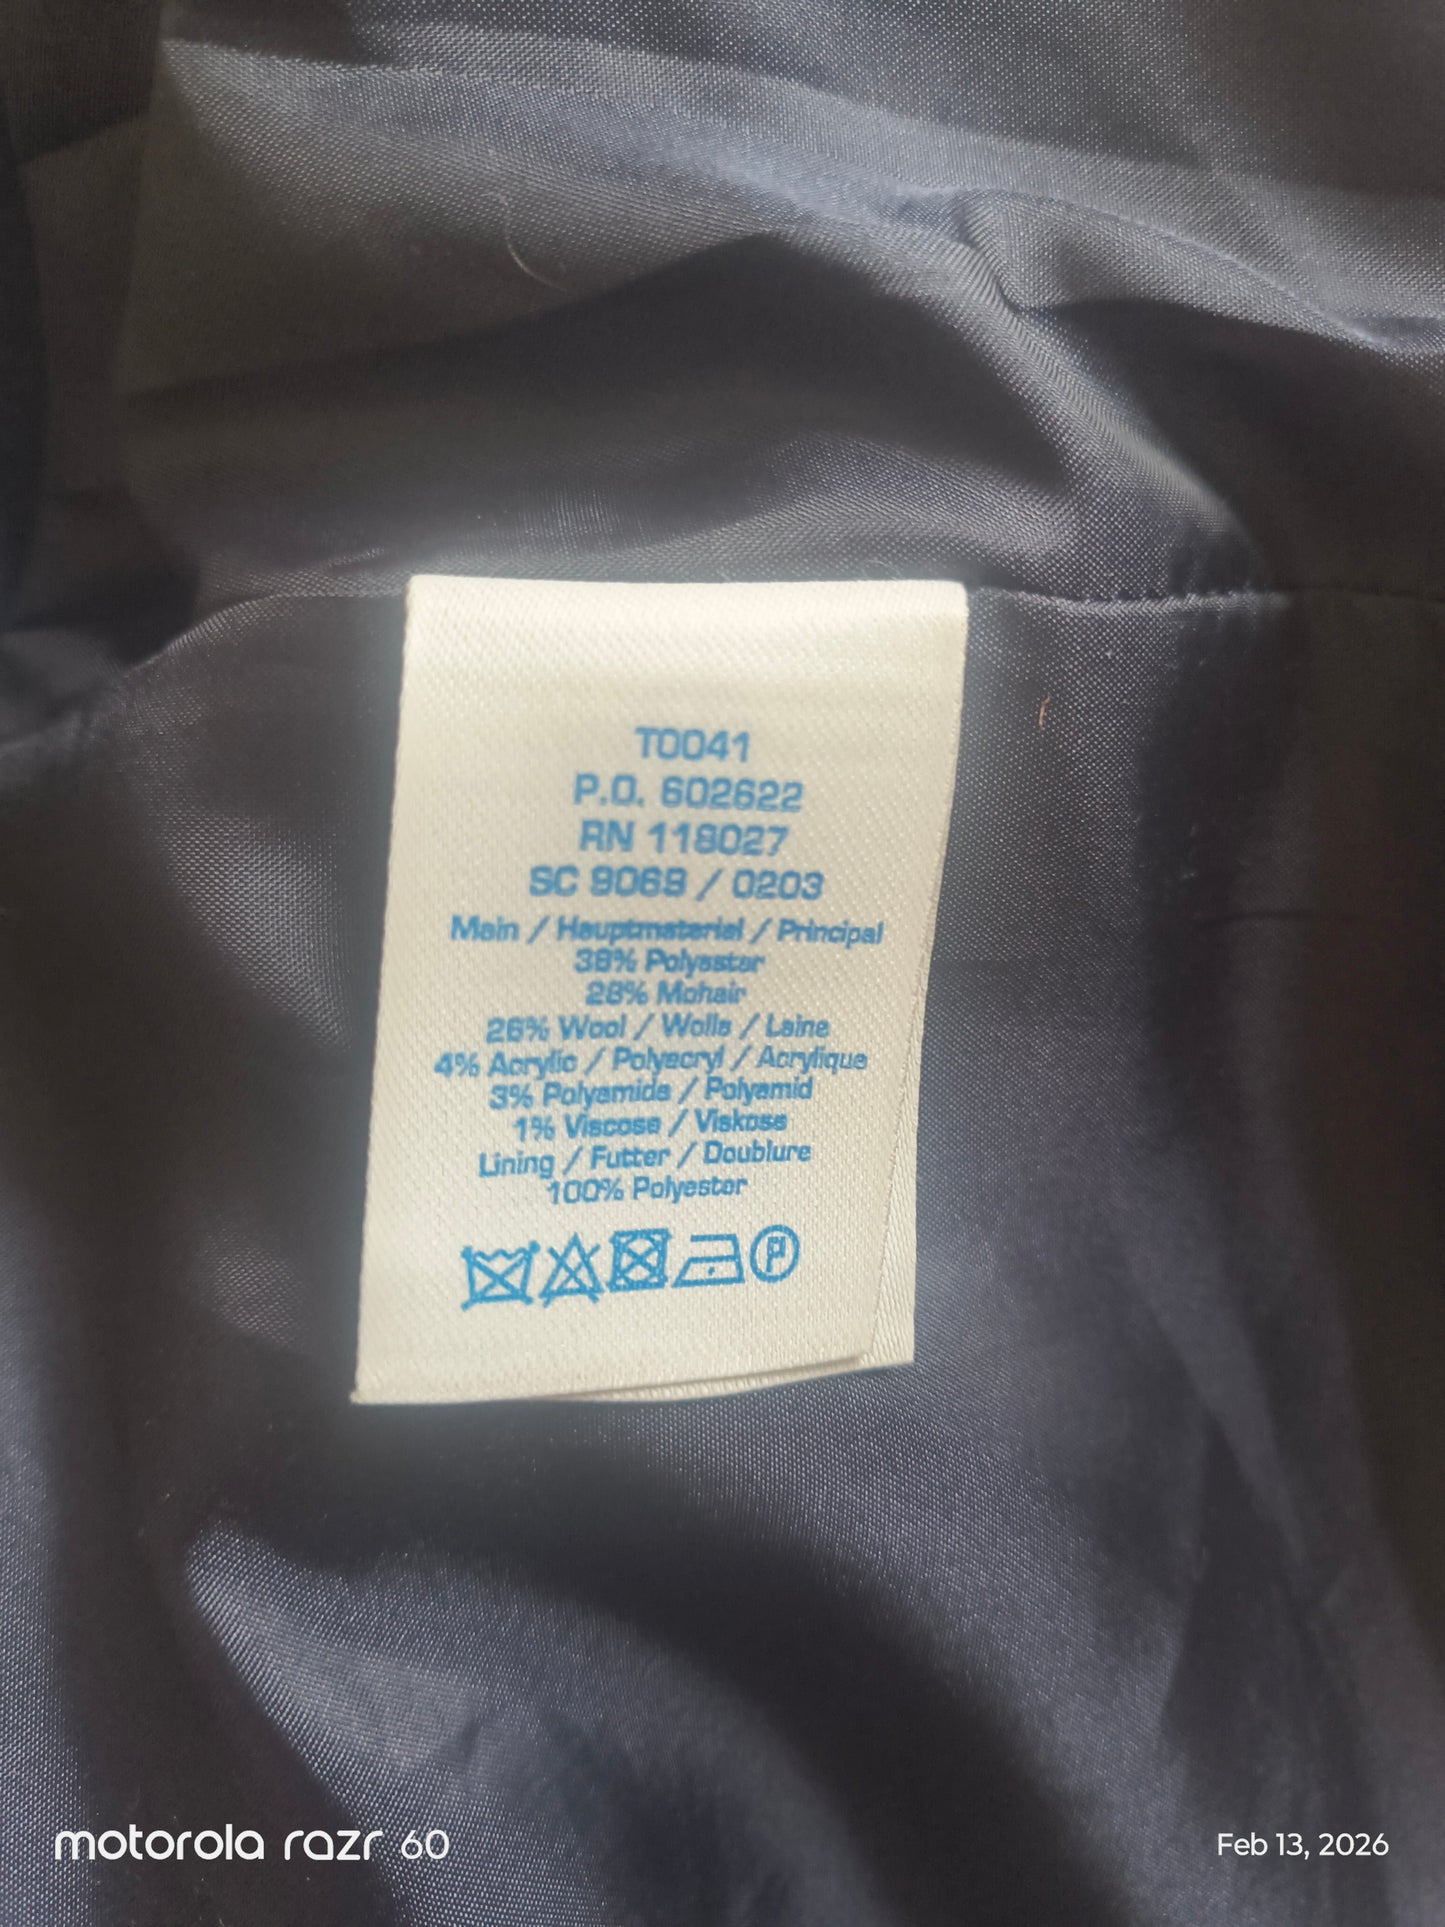 T0041
P.O. 602622
RN 118027
SC 9069 / 0203
Main / Hauptmaterial / Principal
38% Polyester
28% Mohair
26% Wool / Wolle / Laine
4% Acrylic / Polyacryl / Acrylique
3% Polyamide / Polyamid
1% Viscose / Viskose
Lining / Futter / Doublure
100% Polyester
P
motorola razr 60
Feb 13, 2026